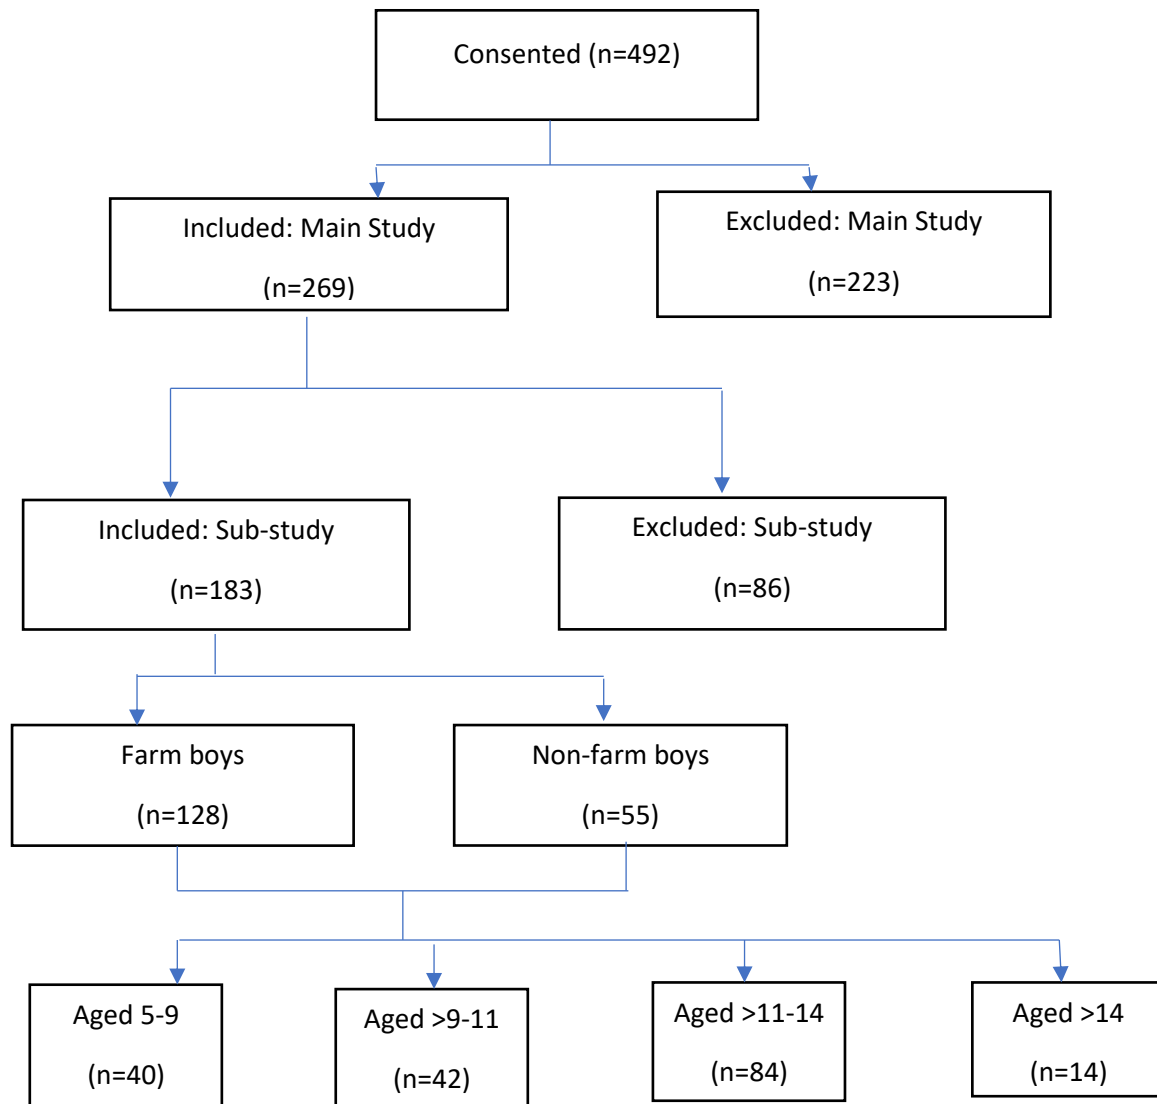 Consented (n=492)
Included: Main Study
(n=269)
Excluded: Main Study
(n=223)
Included: Sub-study
(n=183)
Excluded: Sub-study
(n=86)
Farm boys
(n=128)
Non-farm boys
(n=55)
Aged 5-9
(n=40)
Aged >9-11
(n=42)
Aged >11-14
(n=84)
Aged >14
(n=14)